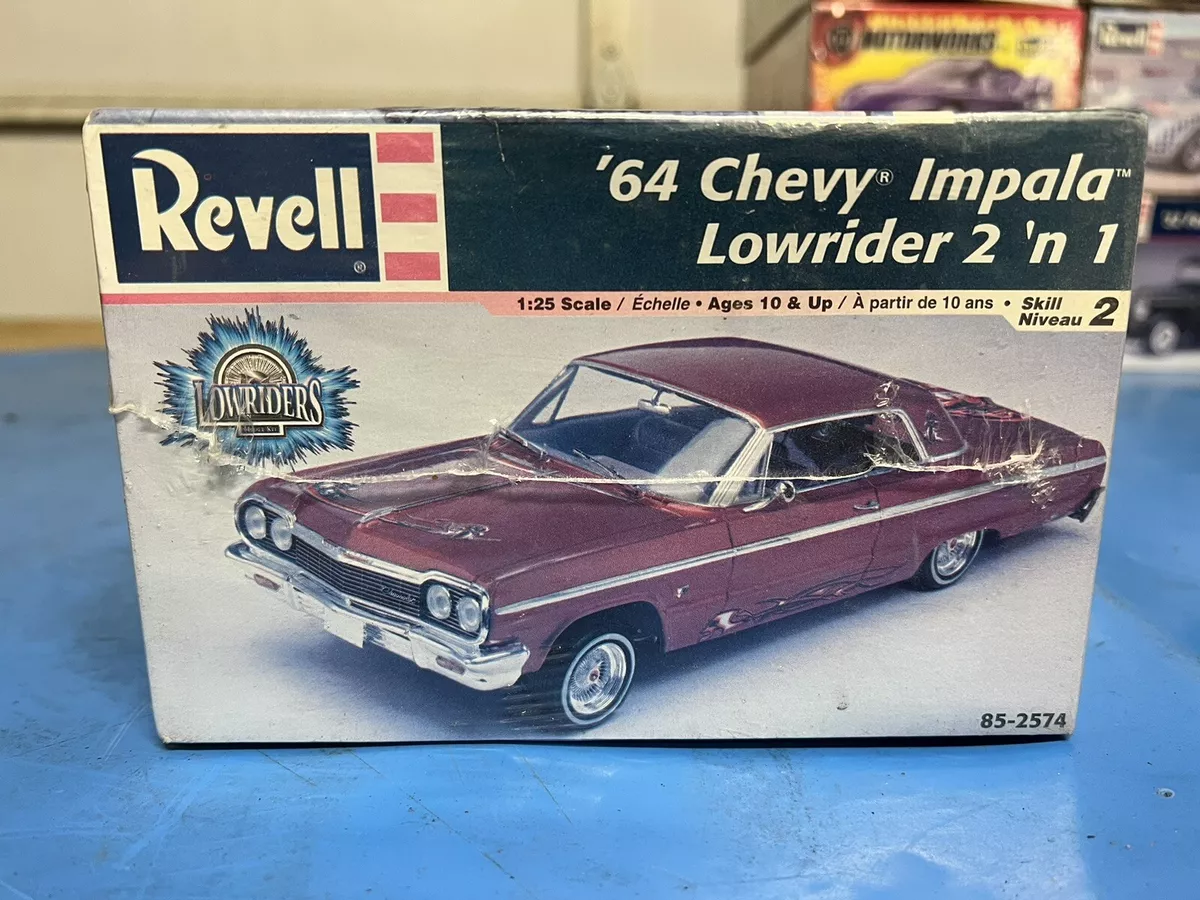 MOTORWORKS
Revell
Revell®
'64 Chevy® Impala™
Lowrider 2 'n 1
1:25 Scale / Échelle • Ages 10 & Up / À partir de 10 ans • Skill
Niveau 2
LOWRIDERS
Chevrolet
85-2574